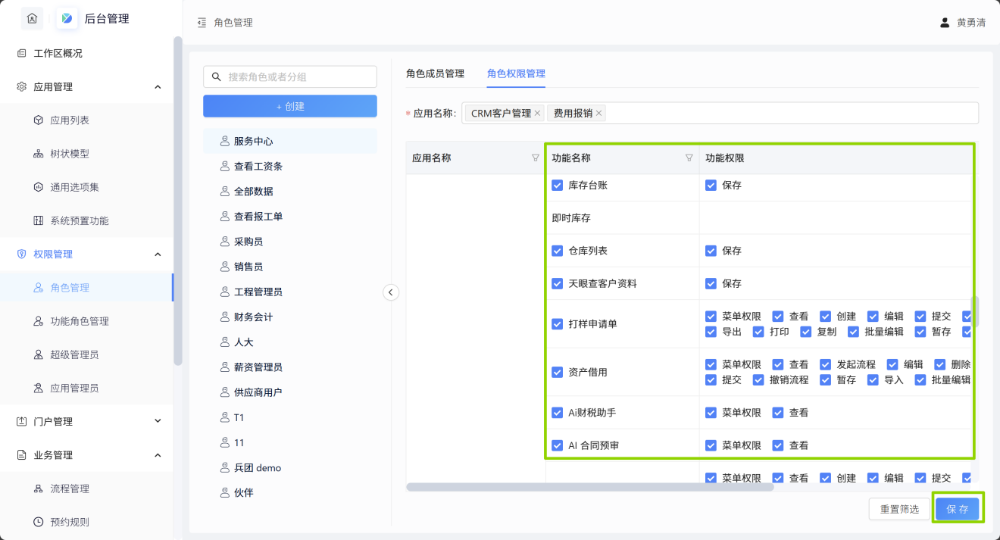 后台管理
工作区概况
应用管理
应用列表
树状模型
通用选项集
系统预置功能
权限管理
角色管理
功能角色管理
超级管理员
应用管理员
门户管理
业务管理
流程管理
预约规则
角色管理
黄勇清
搜索角色或者分组
+ 创建
服务中心
查看工资条
全部数据
查看报工单
采购员
销售员
工程管理员
财务会计
人大
薪资管理员
供应商用户
T1
11
兵团 demo
伙伴
角色成员管理 角色权限管理
* 应用名称: CRM客户管理 × 费用报销 ×
应用名称 功能名称 功能权限
库存台账 保存
即时库存
仓库列表 保存
天眼查客户资料 保存
打样申请单 菜单权限 查看 创建 编辑 提交
导出 打印 复制 批量编辑 暂存
资产借用 菜单权限 查看 发起流程 编辑 删除
提交 撤销流程 暂存 导入 批量编辑
Ai财税助手 菜单权限 查看
AI 合同预审 菜单权限 查看
菜单权限 查看 创建 编辑 提交
重置筛选 保 存